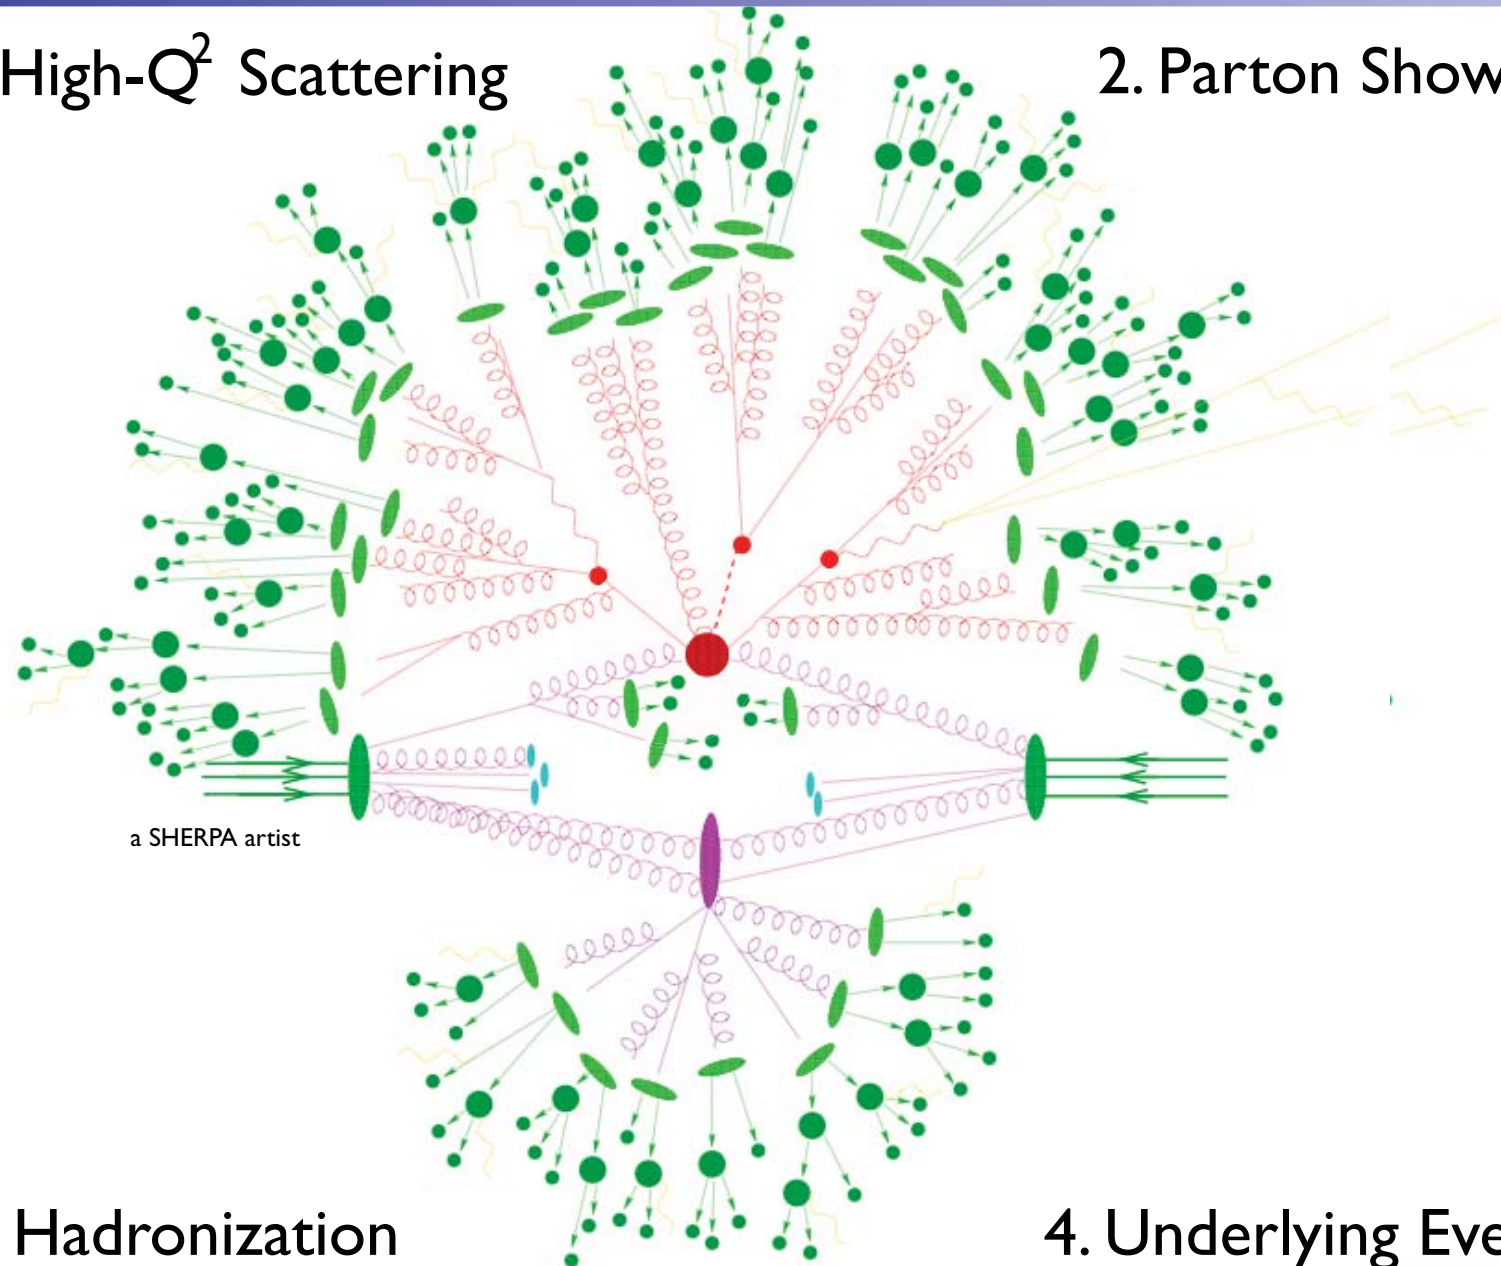 High-Q² Scattering
2. Parton Show
a SHERPA artist
Hadronization
4. Underlying Eve